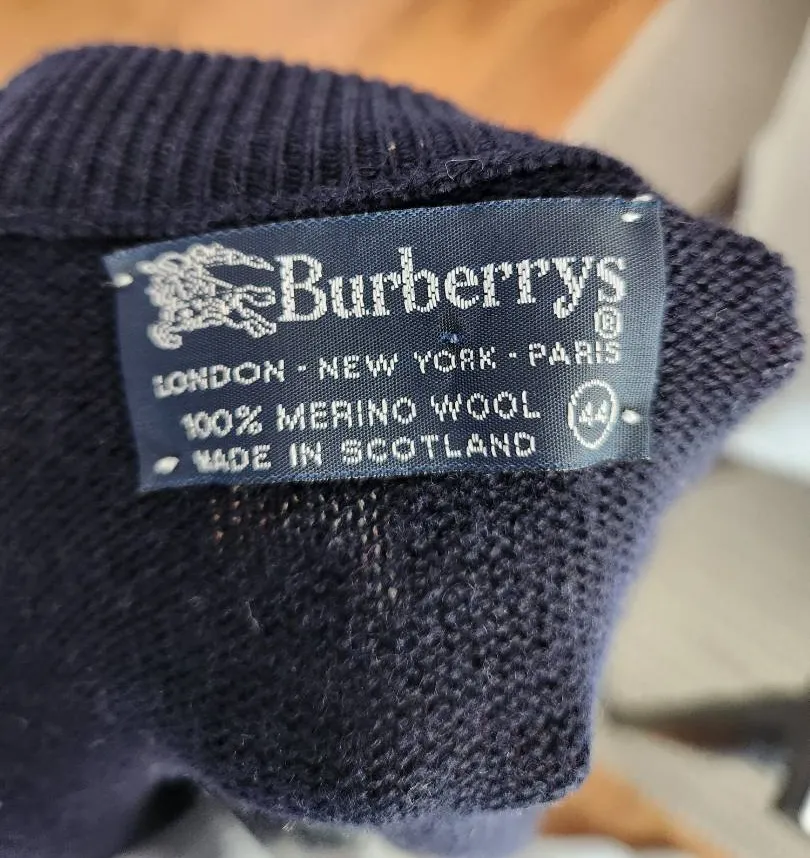 Burberrys
®
LONDON - NEW YORK - PARIS
100% MERINO WOOL 44
MADE IN SCOTLAND